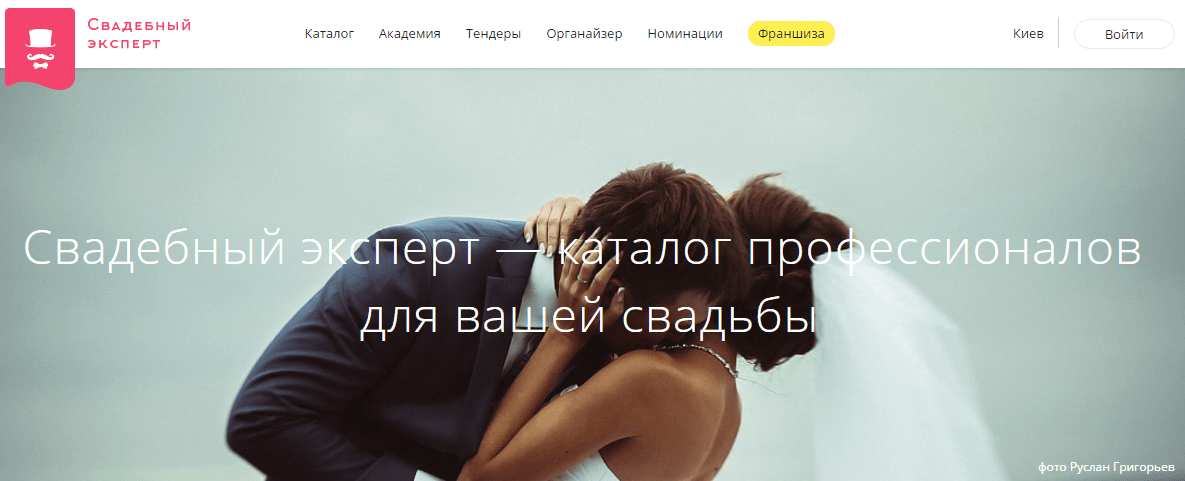 Свадебный
эксперт
Каталог Академия Тендеры Органайзер Номинации Франшиза Киев Войти
Свадебный эксперт — каталог профессионалов
для вашей свадьбы
фото Руслан Григорьев